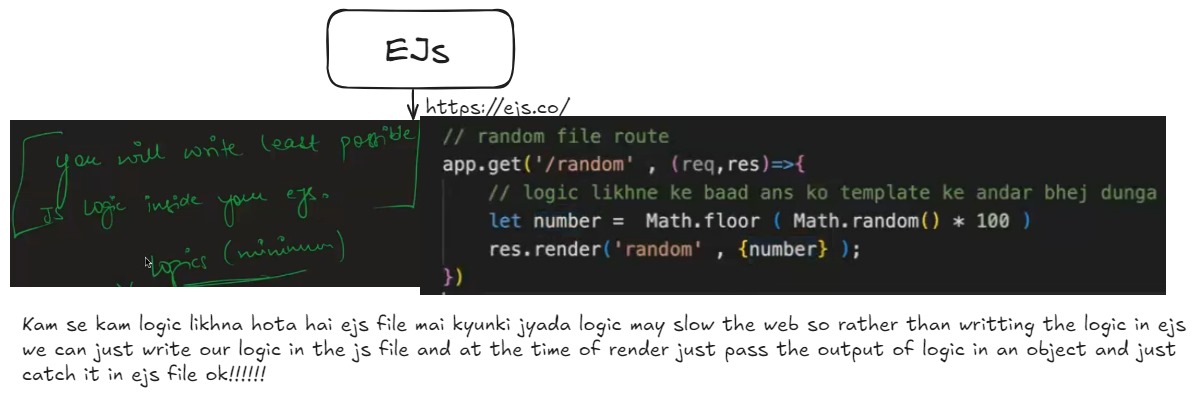 EJs
https://ejs.co/
you will write least possible
JS logic inside your ejs.
logics (minimum)
// random file route
app.get('/random' , (req,res)=>{
// logic likhne ke baad ans ko template ke andar bhej dunga
let number =  Math.floor ( Math.random() * 100 )
res.render('random' , {number} );
})
Kam se kam logic likhna hota hai ejs file mai kyunki jyada logic may slow the web so rather than writting the logic in ejs
we can just write our logic in the js file and at the time of render just pass the output of logic in an object and just
catch it in ejs file ok!!!!!!